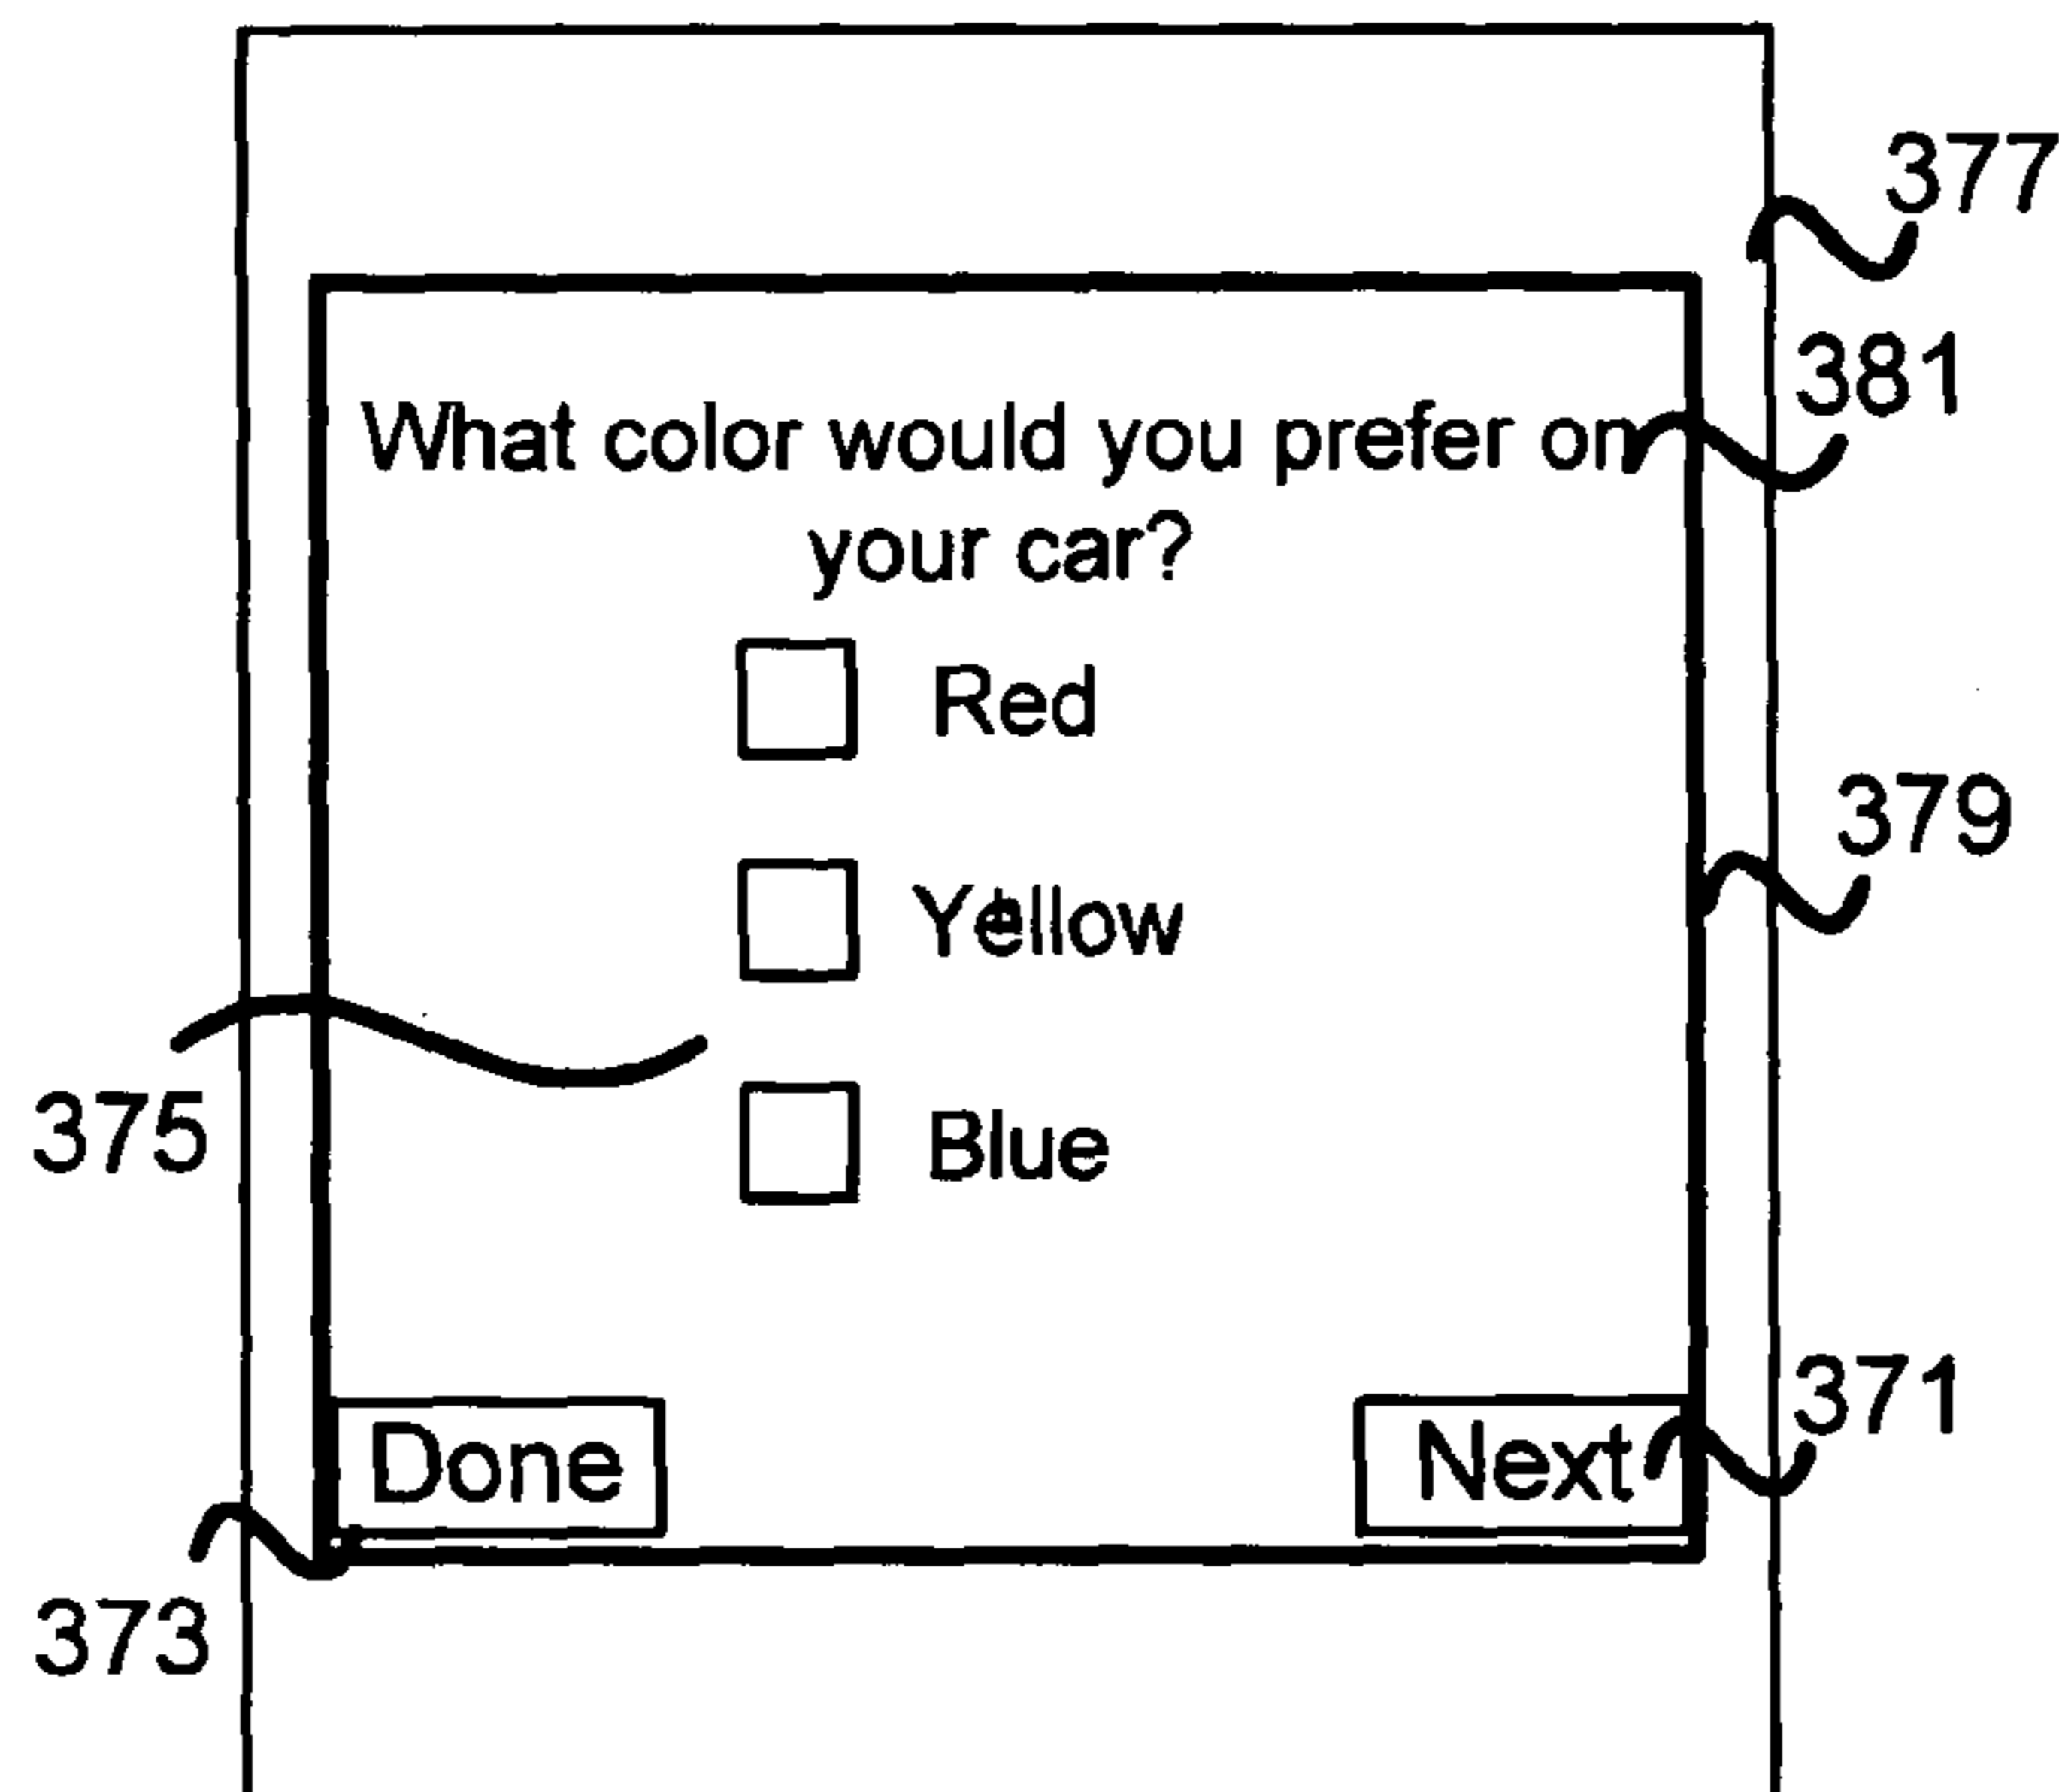 377
381
What color would you prefer on
your car?
Red
379
Yellow
375
Blue
371
Done
Next
373